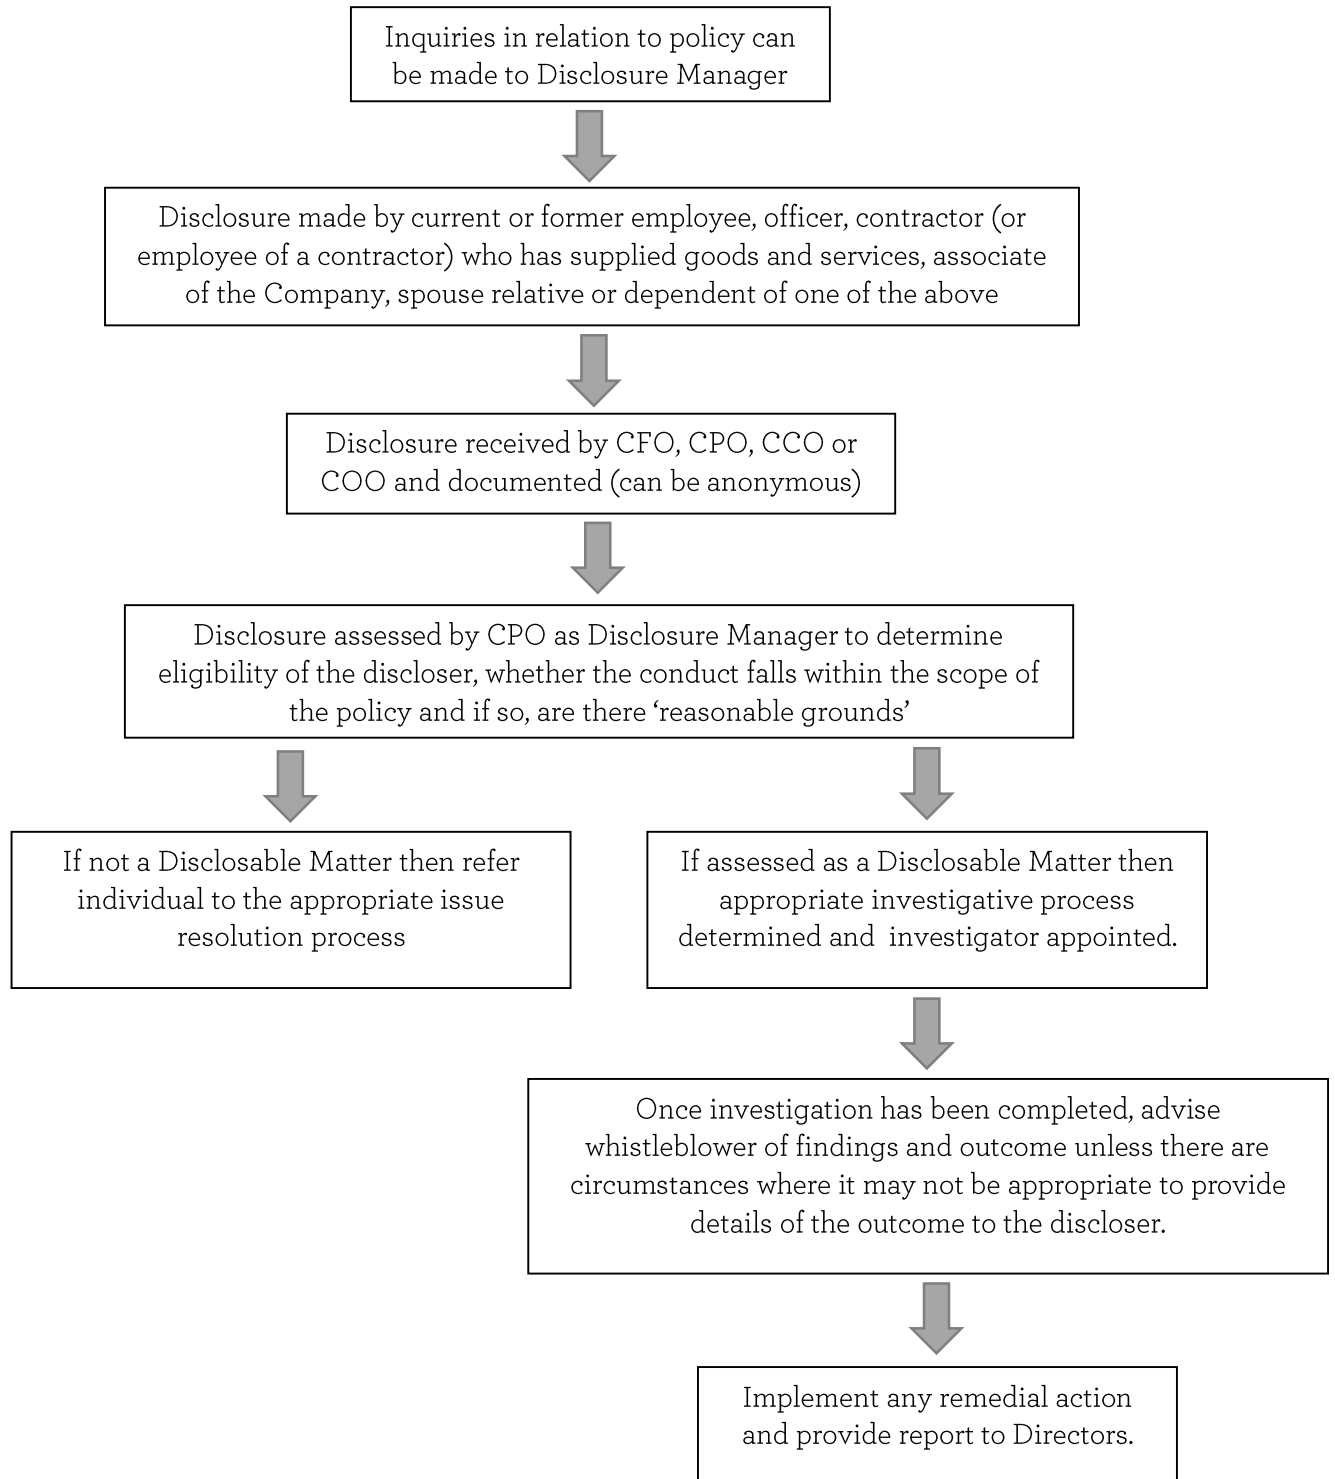 Inquiries in relation to policy can
be made to Disclosure Manager
Disclosure made by current or former employee, officer, contractor (or
employee of a contractor) who has supplied goods and services, associate
of the Company, spouse relative or dependent of one of the above
Disclosure received by CFO, CPO, CCO or
COO and documented (can be anonymous)
Disclosure assessed by CPO as Disclosure Manager to determine
eligibility of the discloser, whether the conduct falls within the scope of
the policy and if so, are there ‘reasonable grounds’
If not a Disclosable Matter then refer
individual to the appropriate issue
resolution process
If assessed as a Disclosable Matter then
appropriate investigative process
determined and  investigator appointed.
Once investigation has been completed, advise
whistleblower of findings and outcome unless there are
circumstances where it may not be appropriate to provide
details of the outcome to the discloser.
Implement any remedial action
and provide report to Directors.